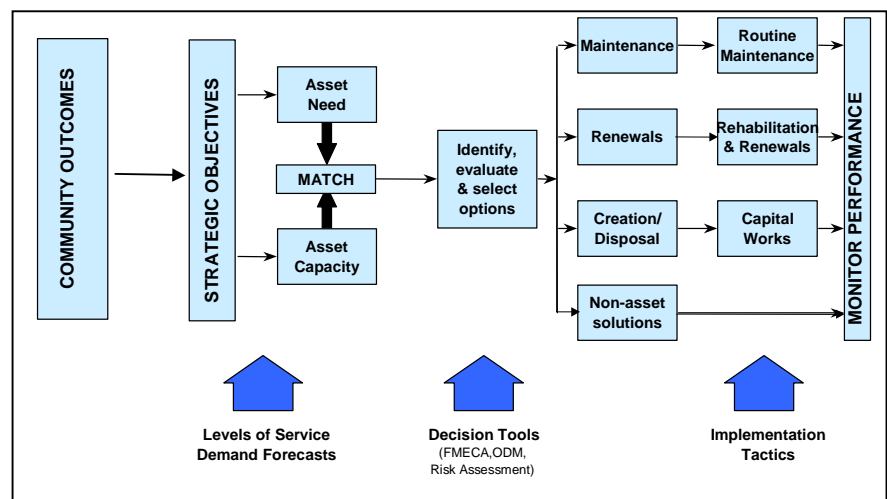 COMMUNITY OUTCOMES
STRATEGIC OBJECTIVES
Asset
Need
MATCH
Asset
Capacity
Identify,
evaluate
& select
options
Maintenance
Routine
Maintenance
Renewals
Rehabilitation
& Renewals
Creation/
Disposal
Capital
Works
Non-asset
solutions
MONITOR PERFORMANCE
Levels of Service
Demand Forecasts
Decision Tools
(FMECA,ODM,
Risk Assessment)
Implementation
Tactics